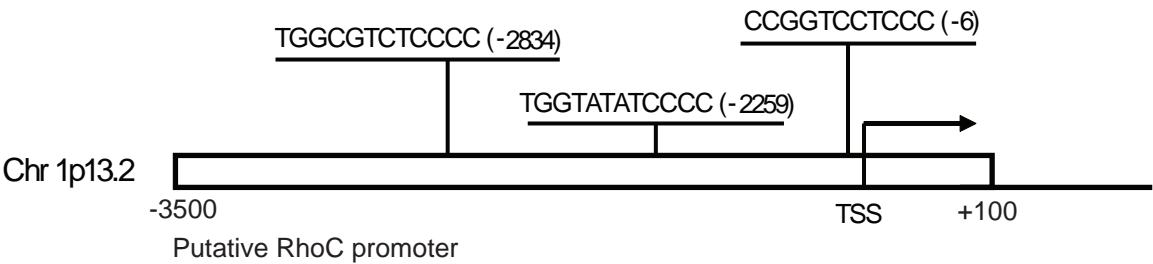 CCGGTCCTCCC (-6)
TGGCGTCTCCCC (-2834)
TGGTATATCCCC (-2259)
Chr 1p13.2
-3500 TSS +100
Putative RhoC promoter